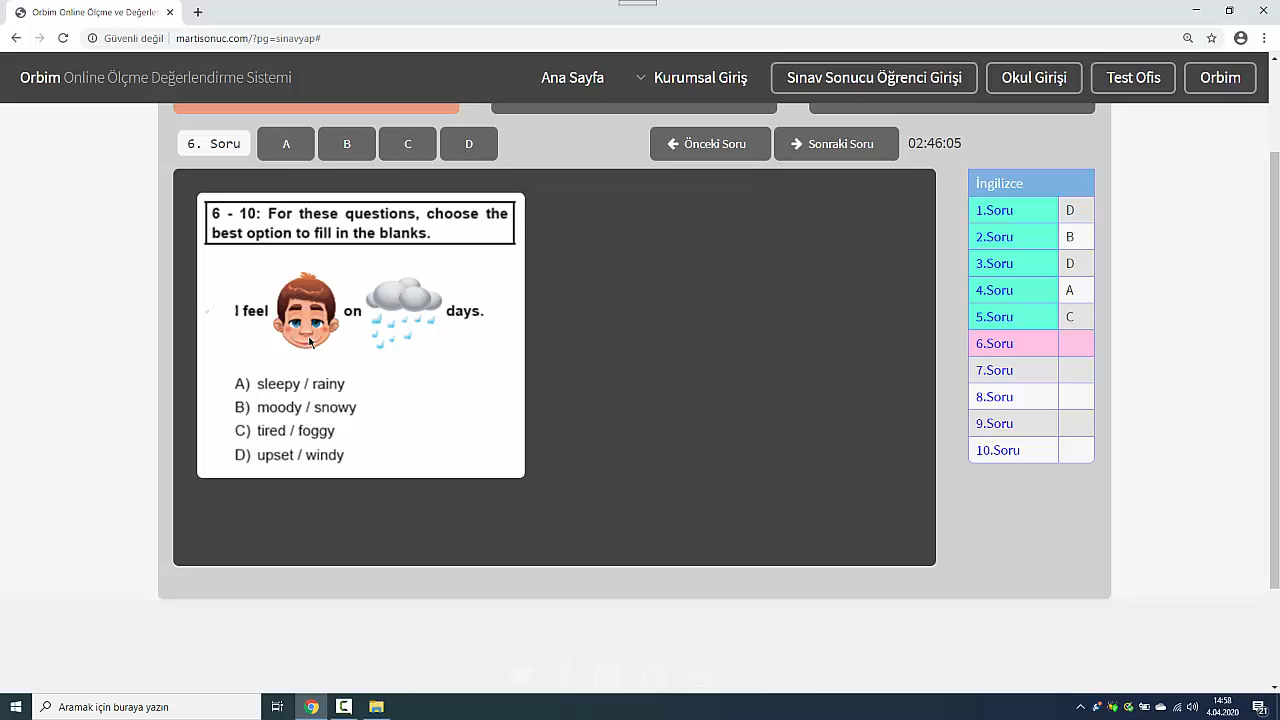 Orbim Online Ölçme ve Değerler
Güvenli değil
martisonuc.com/?pg=sinavyap#
Orbim Online Ölçme Değerlendirme Sistemi
Ana Sayfa
Kurumsal Giriş
Sınav Sonucu Öğrenci Girişi
Okul Girişi
Test Ofis
Orbim
6. Soru
A
B
C
D
Önceki Soru
Sonraki Soru
02:46:05
6 - 10: For these questions, choose the
best option to fill in the blanks.
I feel on days.
A) sleepy / rainy
B) moody / snowy
C) tired / foggy
D) upset / windy
İngilizce
1.Soru D
2.Soru B
3.Soru D
4.Soru A
5.Soru C
6.Soru
7.Soru
8.Soru
9.Soru
10.Soru
Aramak için buraya yazın
14:58
4.04.2020